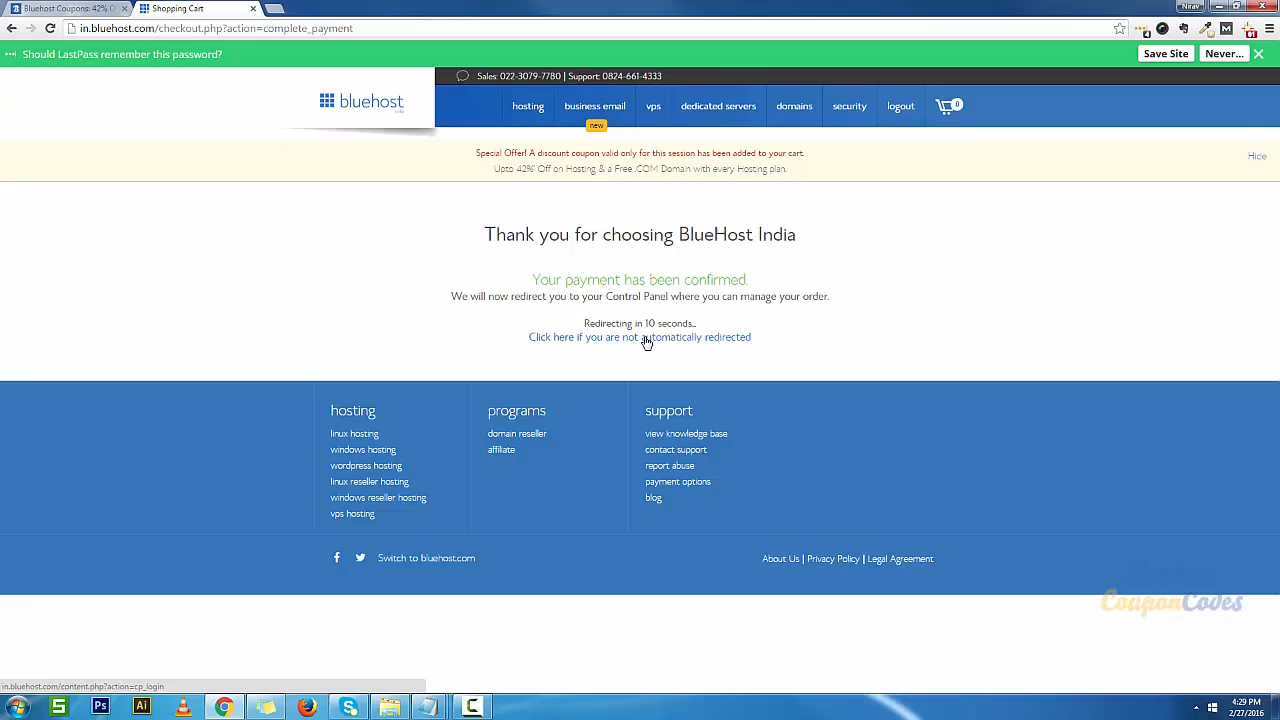 Bluehost Coupons: 42% O
Shopping Cart
Nirav
in.bluehost.com/checkout.php?action=complete_payment
Should LastPass remember this password?
Save Site
Never...
Sales: 022-3079-7780 | Support: 0824-661-4333
bluehost
india
hosting
business email
vps
dedicated servers
domains
security
logout
0
new
Special Offer! A discount coupon valid only for this session has been added to your cart.
Upto 42%* Off on Hosting & a Free .COM Domain with every Hosting plan.
Hide
Thank you for choosing BlueHost India
Your payment has been confirmed.
We will now redirect you to your Control Panel where you can manage your order.
Redirecting in 10 seconds...
Click here if you are not automatically redirected
hosting
linux hosting
windows hosting
wordpress hosting
linux reseller hosting
windows reseller hosting
vps hosting
programs
domain reseller
affiliate
support
view knowledge base
contact support
report abuse
payment options
blog
Switch to bluehost.com
About Us | Privacy Policy | Legal Agreement
CouponCodes
in.bluehost.com/content.php?action=cp_login
4:29 PM
2/27/2016